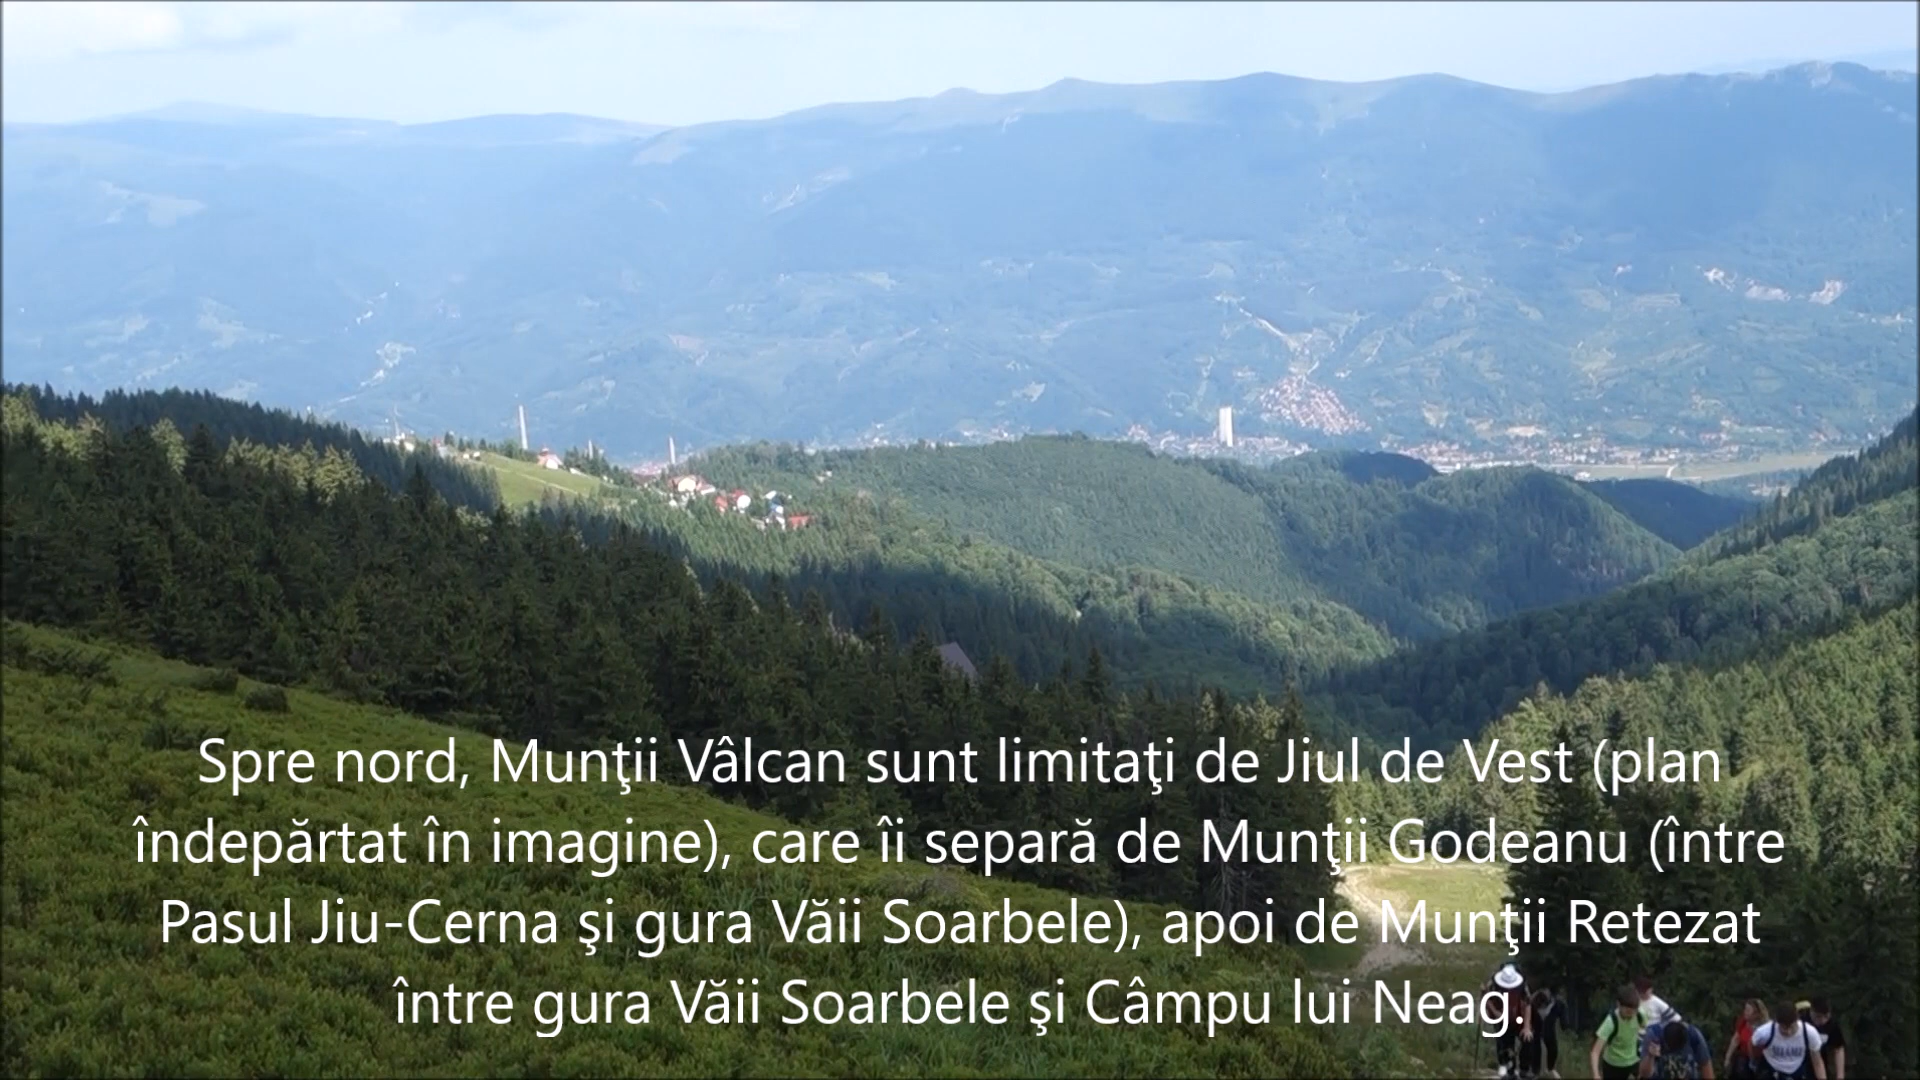 Spre nord, Munţii Vâlcan sunt limitaţi de Jiul de Vest (plan
îndepărtat în imagine), care îi separă de Munţii Godeanu (între
Pasul Jiu-Cerna şi gura Văii Soarbele), apoi de Munţii Retezat
între gura Văii Soarbele şi Câmpu lui Neag.